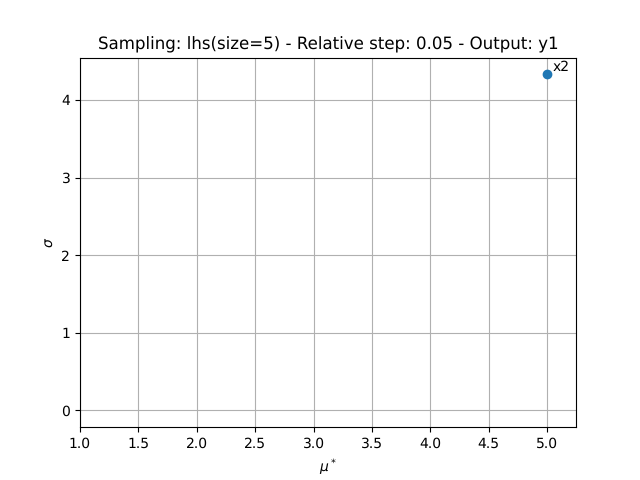 Sampling: lhs(size=5) - Relative step: 0.05 - Output: y1
x2
4
3
σ
2
1
0
1.0 1.5 2.0 2.5 3.0 3.5 4.0 4.5 5.0
μ*